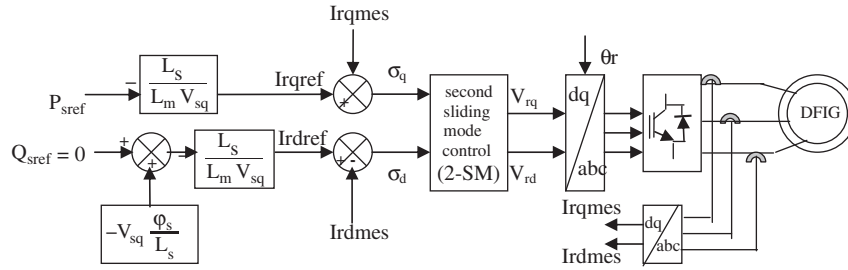 Irqmes
P_sref
−
L_S
L_m V_sq
Irqref
+
σ_q
second
sliding
mode
control
(2-SM)
V_rq
V_rd
θr
dq
abc
DFIG
Q_sref = 0
+
+
−
L_s
L_m V_sq
Irdref
+ -
σ_d
Irdmes
−V_sq φ_s
L_s
Irqmes
Irdmes
dq
abc